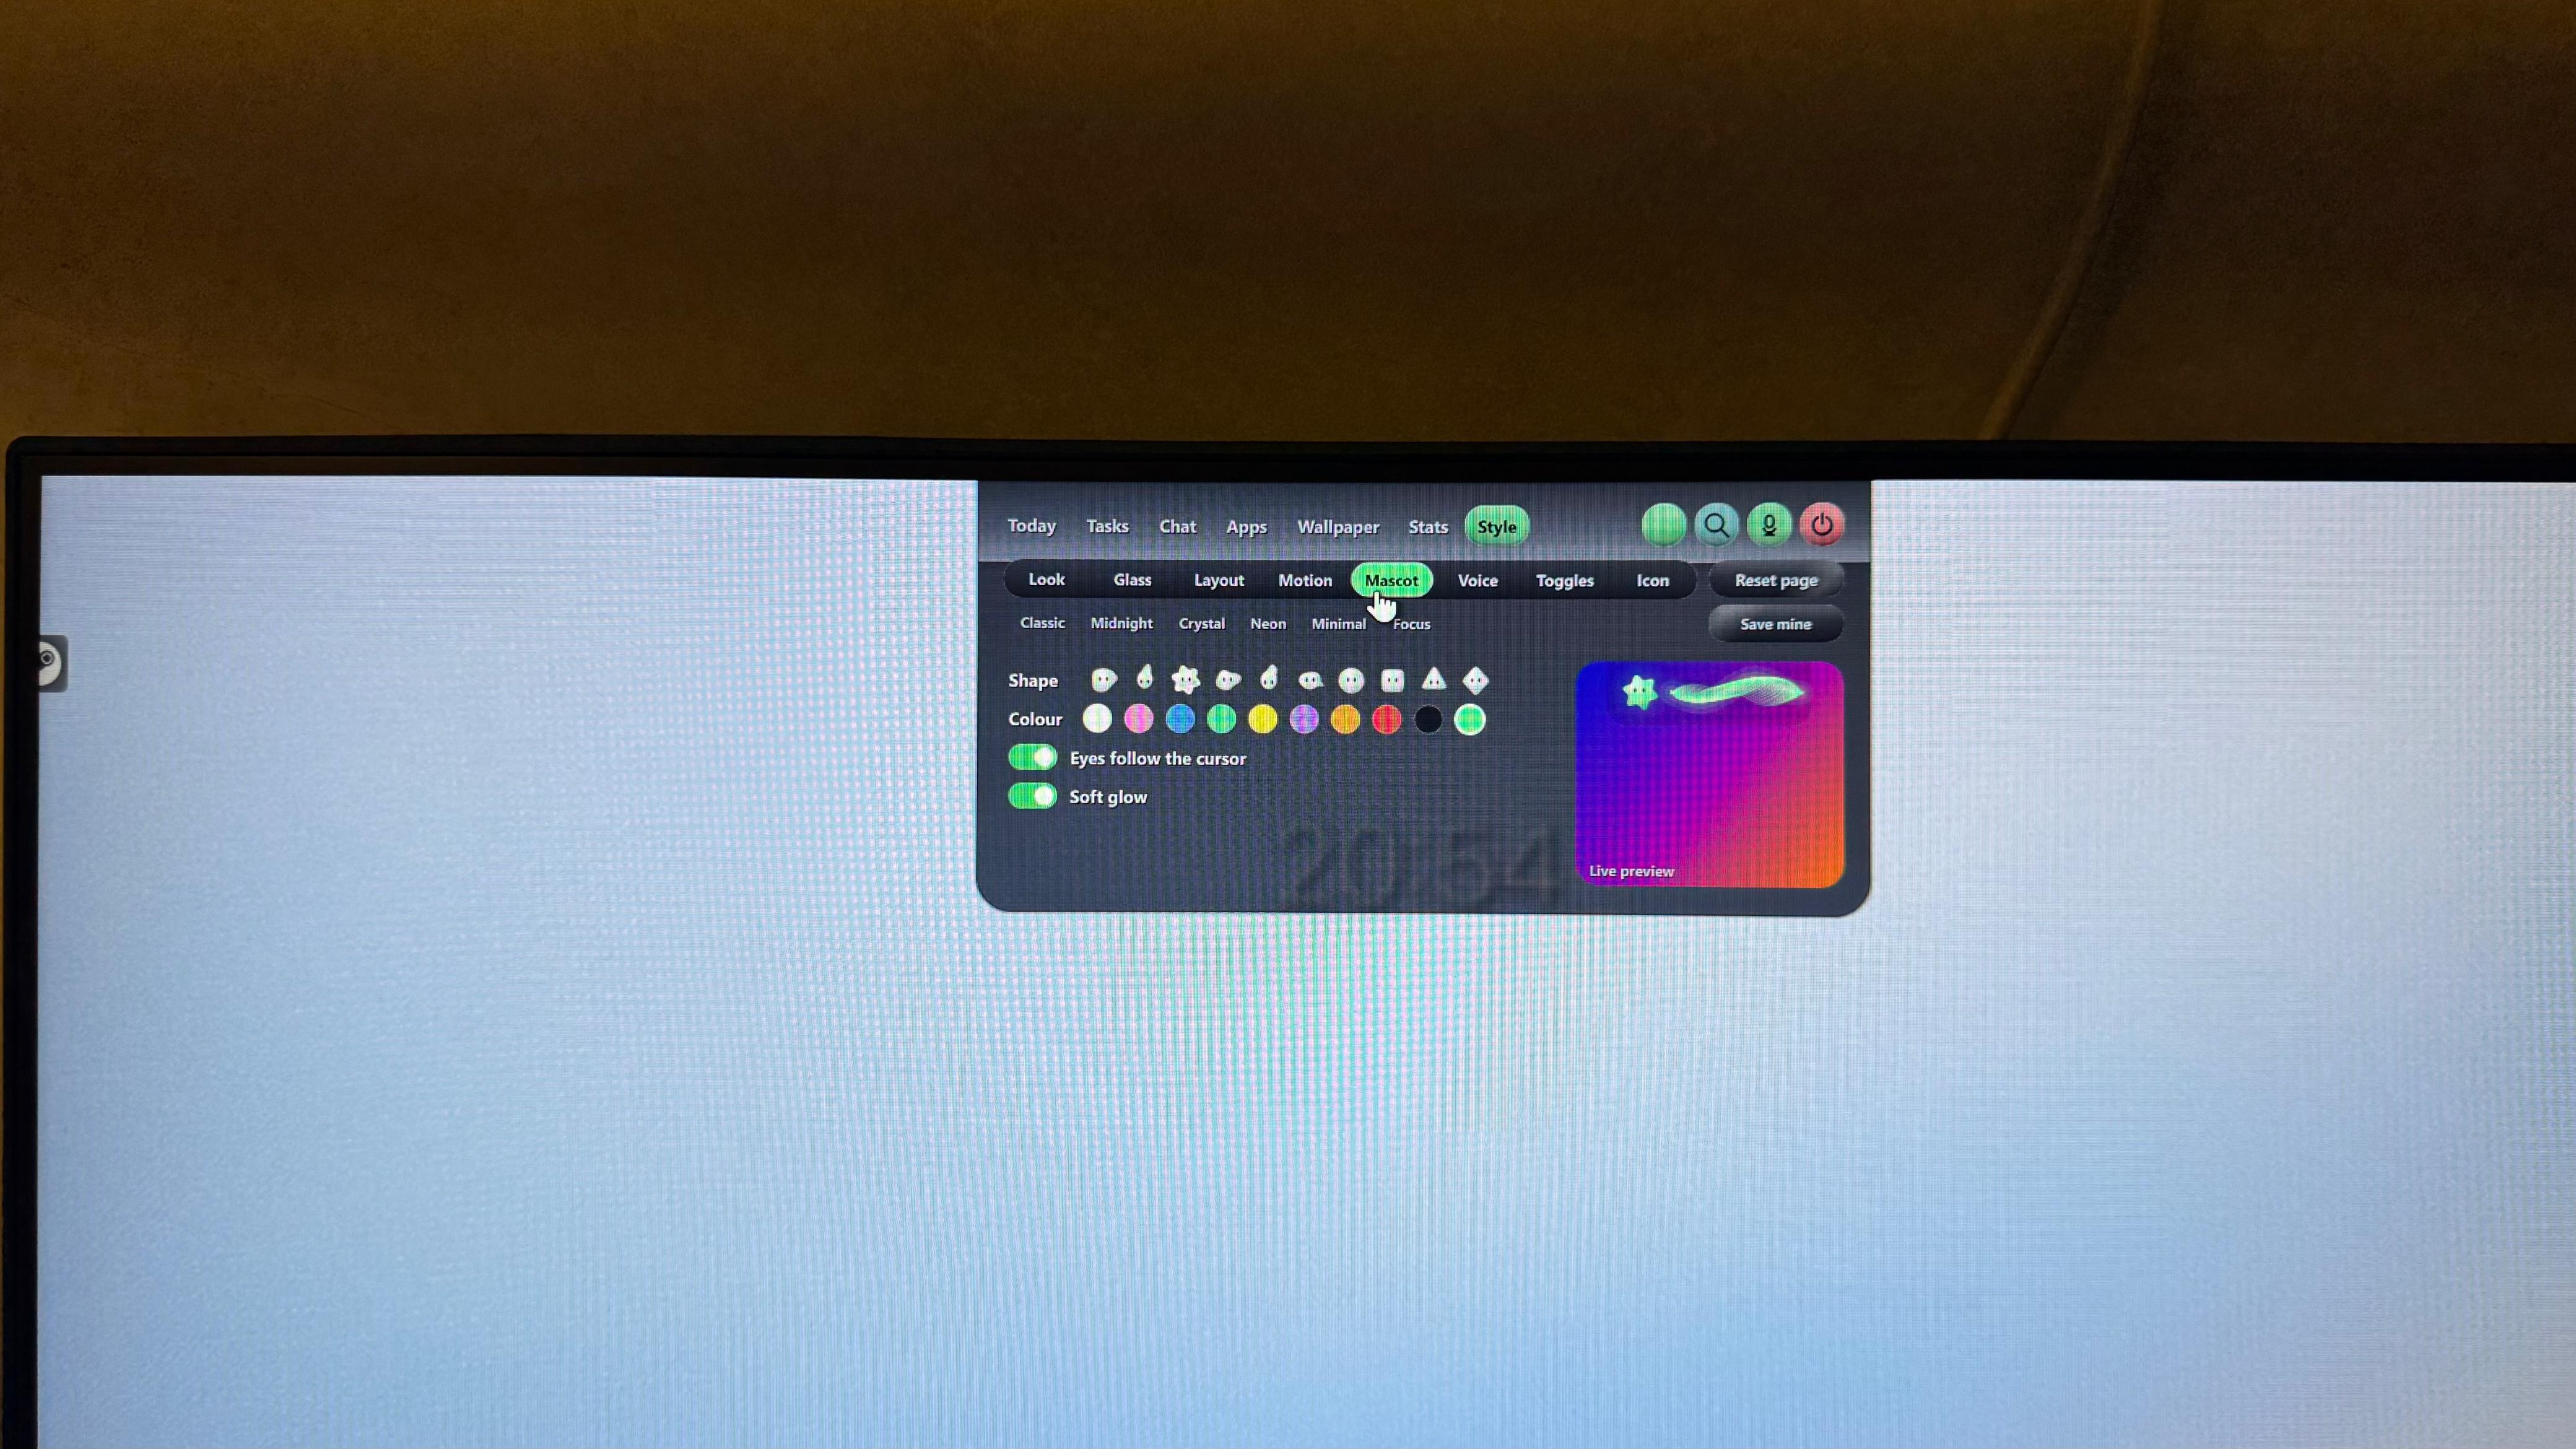 Today Tasks Chat Apps Wallpaper Stats Style
Look Glass Layout Motion Mascot Voice Toggles Icon Reset page
Classic Midnight Crystal Neon Minimal Focus Save mine
Shape
Colour
Eyes follow the cursor
Soft glow
20:54
Live preview